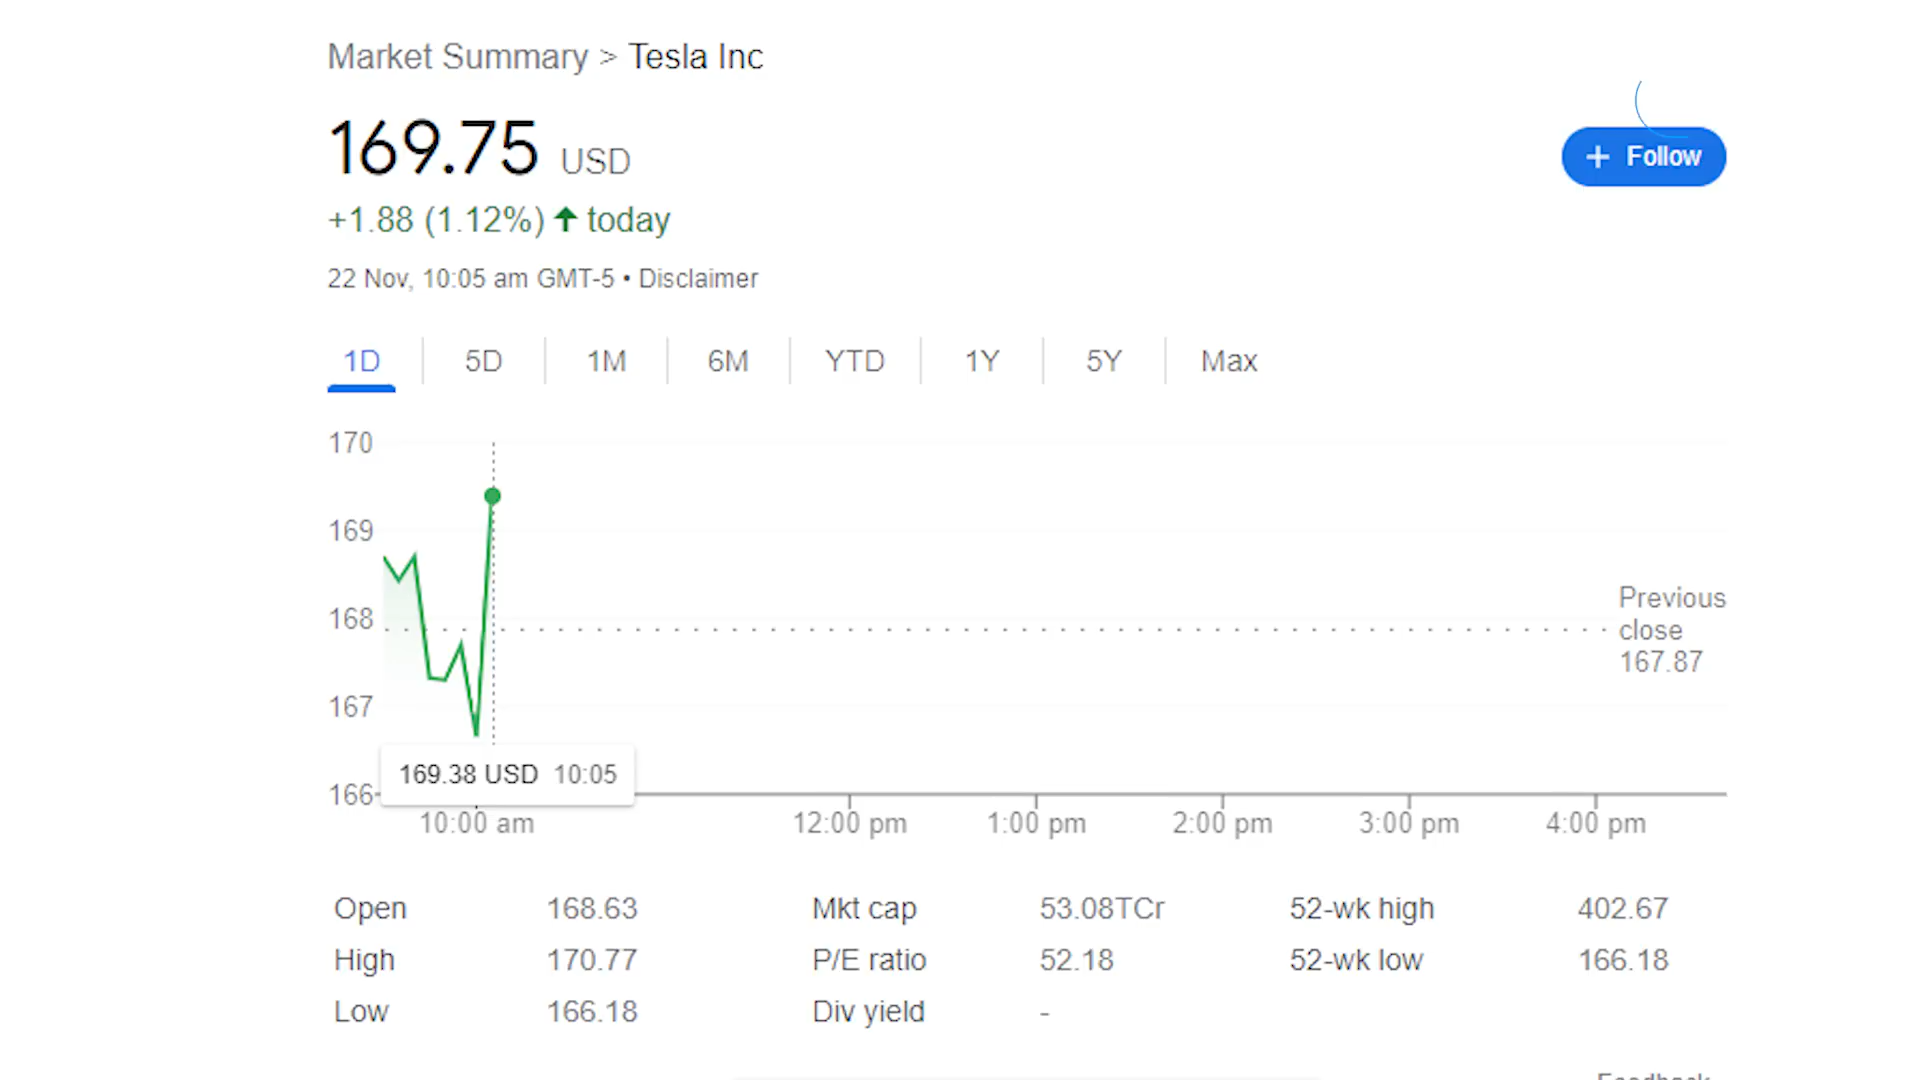 Market Summary > Tesla Inc
169.75 USD
+ Follow
+1.88 (1.12%) ↑ today
22 Nov, 10:05 am GMT-5 • Disclaimer
1D 5D 1M 6M YTD 1Y 5Y Max
170
169
168
Previous
close
167.87
167
169.38 USD 10:05
166
10:00 am 12:00 pm 1:00 pm 2:00 pm 3:00 pm 4:00 pm
Open 168.63 Mkt cap 53.08TCr 52-wk high 402.67
High 170.77 P/E ratio 52.18 52-wk low 166.18
Low 166.18 Div yield -